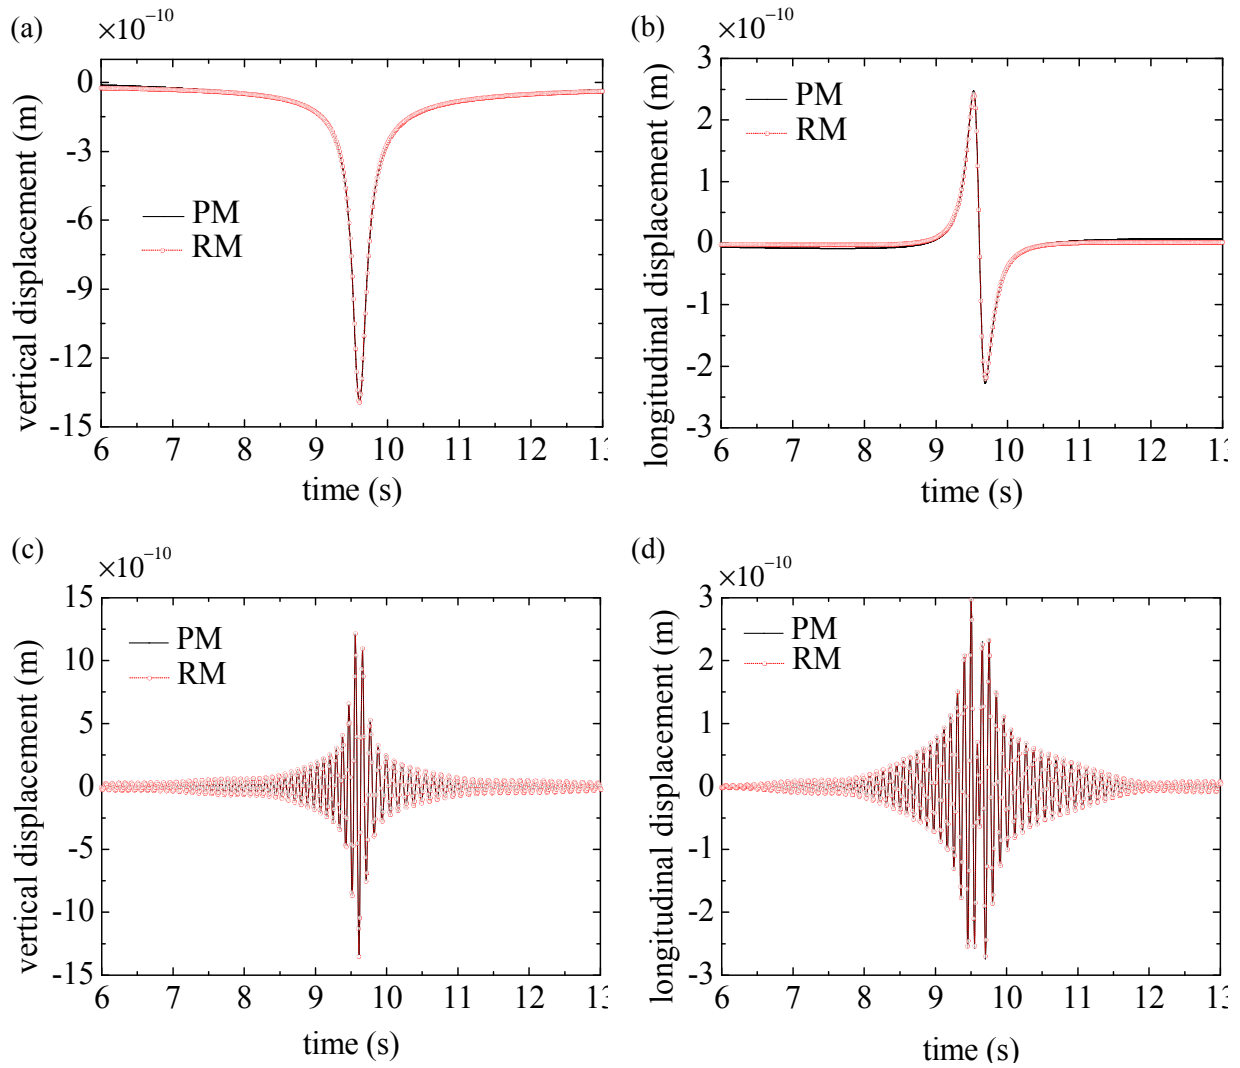 (a)
×10⁻¹⁰
vertical displacement (m)
0
-3
-6
-9
-12
-15
PM
RM
6 7 8 9 10 11 12 13
time (s)
(b)
×10⁻¹⁰
longitudinal displacement (m)
3
2
1
0
-1
-2
-3
PM
RM
6 7 8 9 10 11 12 13
time (s)
(c)
×10⁻¹⁰
vertical displacement (m)
15
10
5
0
-5
-10
-15
PM
RM
6 7 8 9 10 11 12 13
time (s)
(d)
×10⁻¹⁰
longitudinal displacement (m)
3
2
1
0
-1
-2
-3
PM
RM
6 7 8 9 10 11 12 13
time (s)